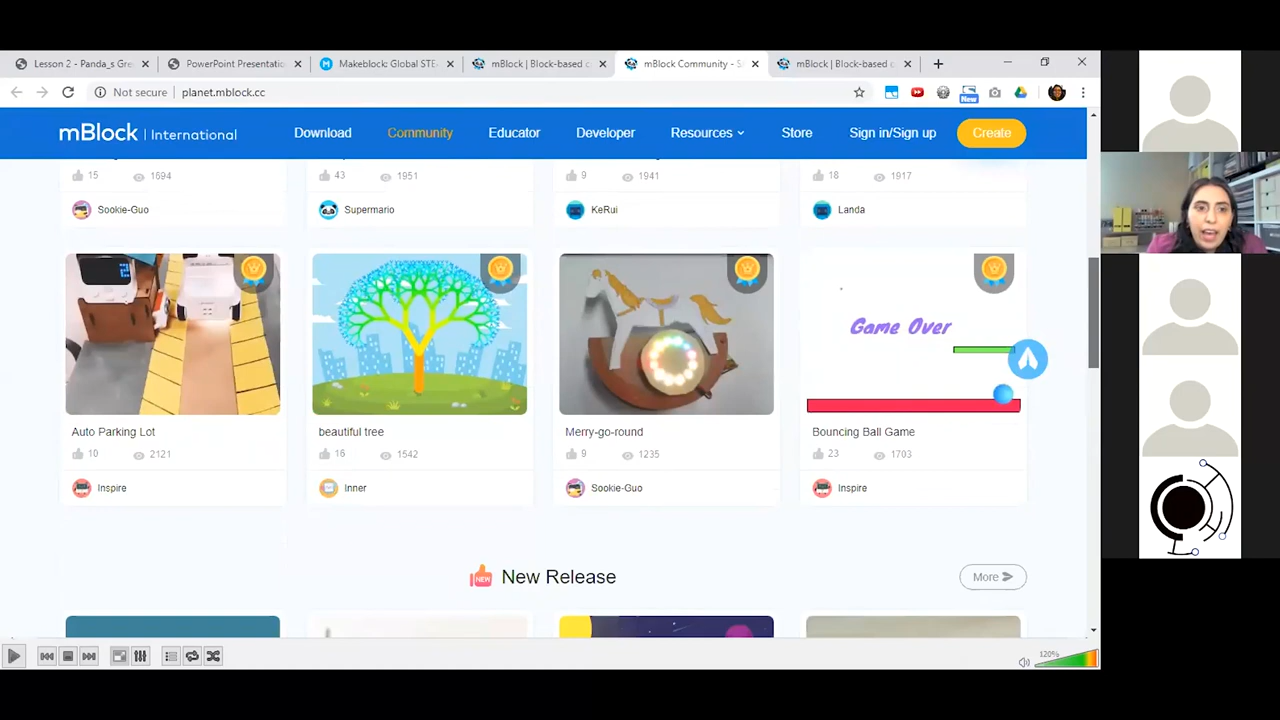 Lesson 2 - Panda_s Gre
PowerPoint Presentatio
Makeblock: Global STE
mBlock | Block-based c
mBlock Community - S
mBlock | Block-based c
Not secure | planet.mblock.cc
New
mBlock | International
Download
Community
Educator
Developer
Resources
Store
Sign in/Sign up
Create
15 1694
43 1951
9 1941
18 1917
Sookie-Guo
Supermario
KeRui
Landa
Game Over
Auto Parking Lot
beautiful tree
Merry-go-round
Bouncing Ball Game
10 2121
16 1542
9 1235
23 1703
Inspire
Inner
Sookie-Guo
Inspire
NEW
New Release
More
120%